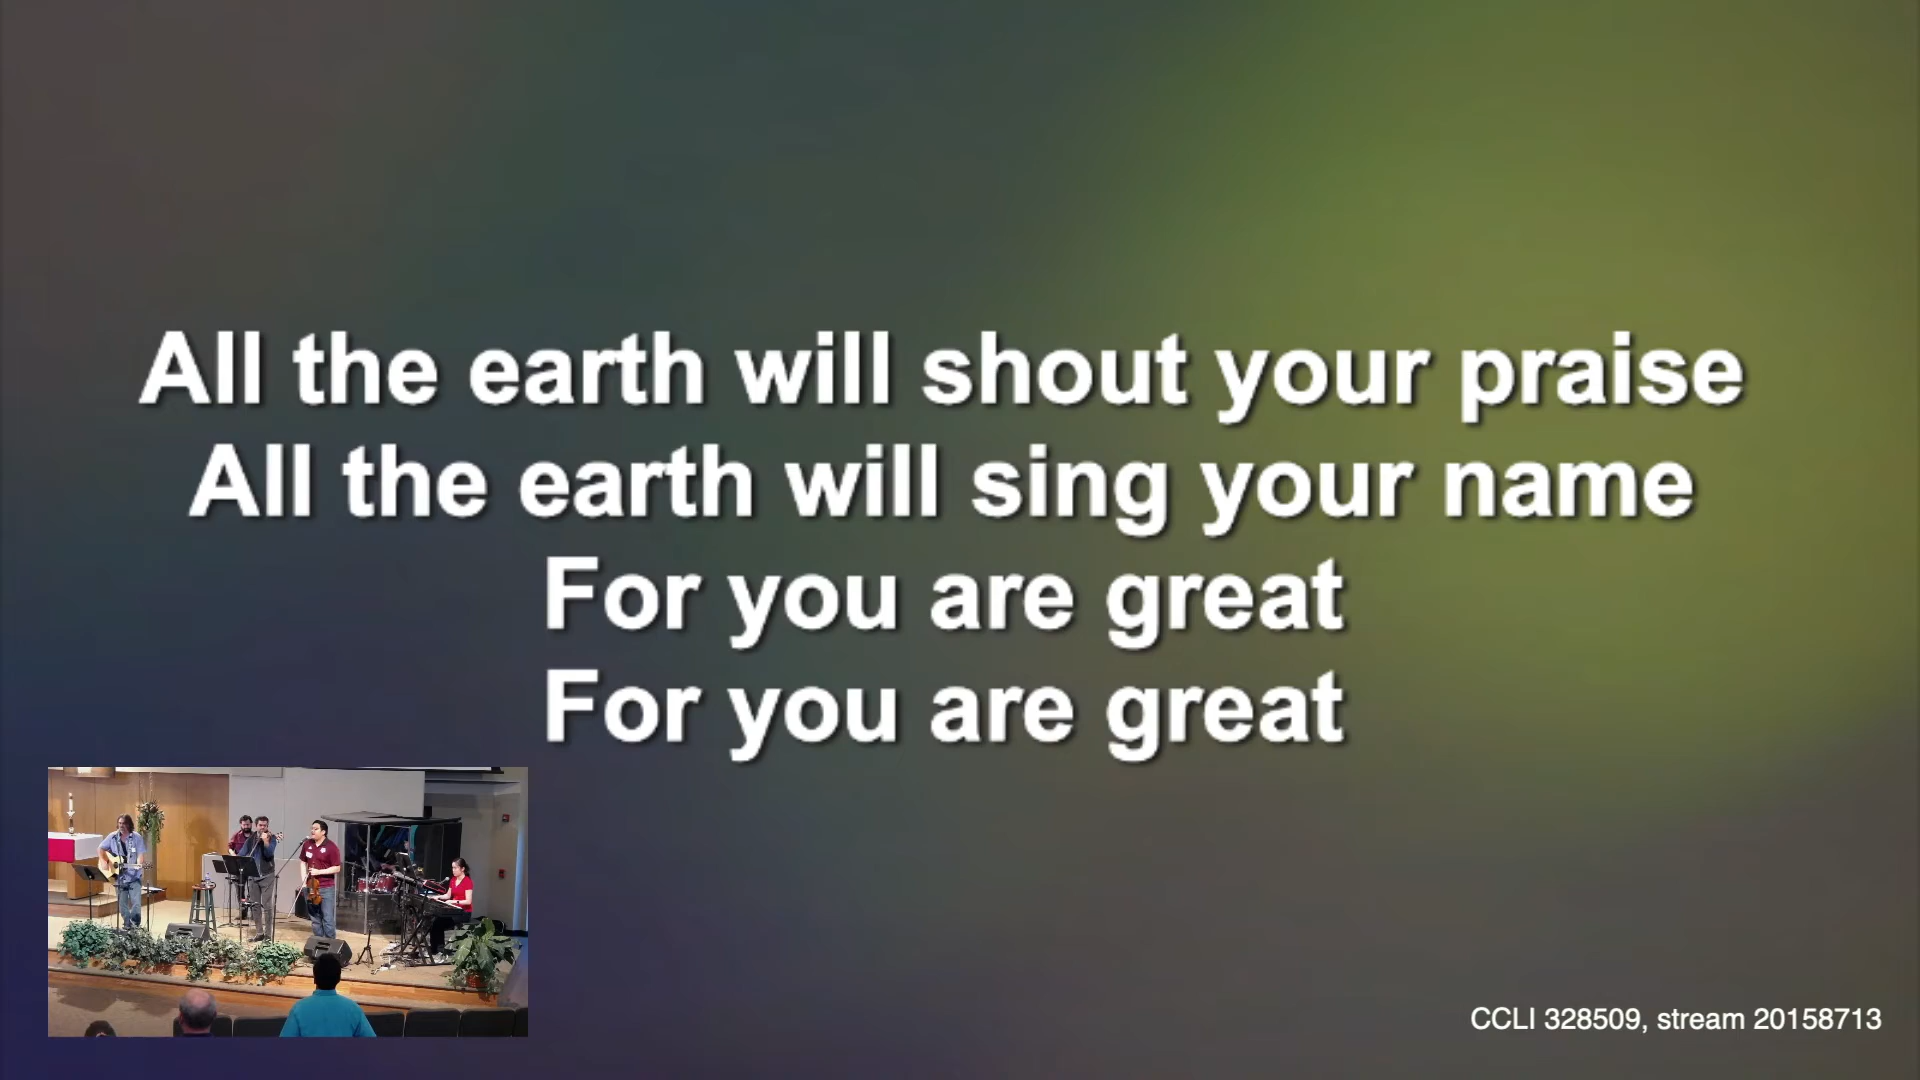 All the earth will shout your praise
All the earth will sing your name
For you are great
For you are great
CCLI 328509, stream 20158713